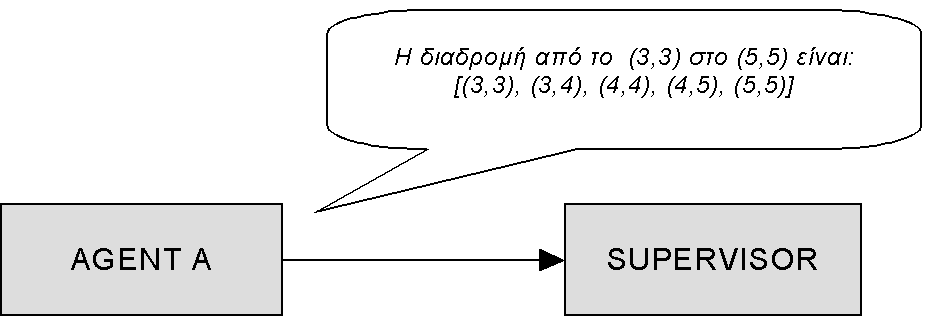 Η διαδρομή από το (3,3) στο (5,5) είναι:
[(3,3), (3,4), (4,4), (4,5), (5,5)]
AGENT A
SUPERVISOR